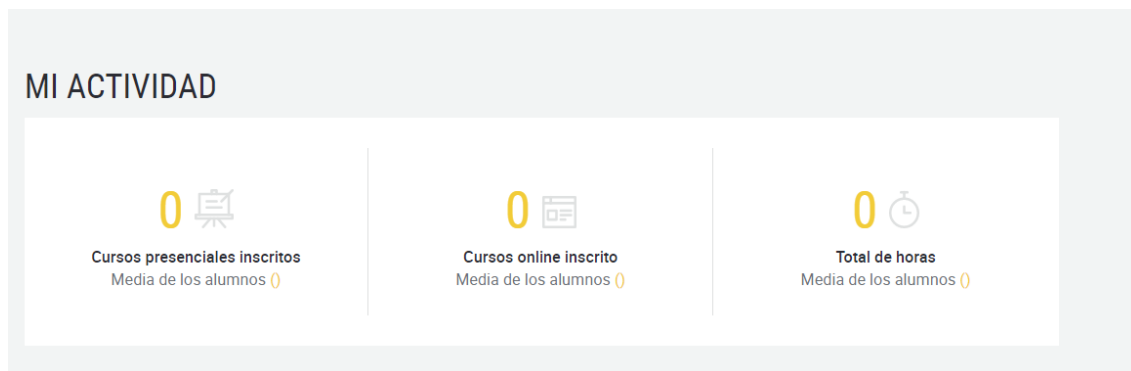 MI ACTIVIDAD
0
Cursos presenciales inscritos
Media de los alumnos ()
0
Cursos online inscrito
Media de los alumnos ()
0
Total de horas
Media de los alumnos ()